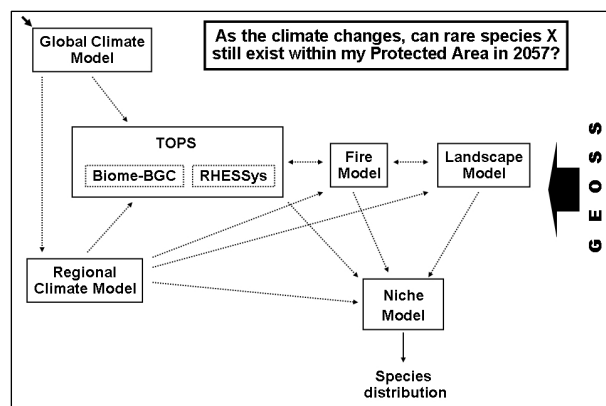 As the climate changes, can rare species X
still exist within my Protected Area in 2057?
Global Climate
Model
TOPS
Biome-BGC
RHESSys
Fire
Model
Landscape
Model
GEOSS
Regional
Climate Model
Niche
Model
Species
distribution